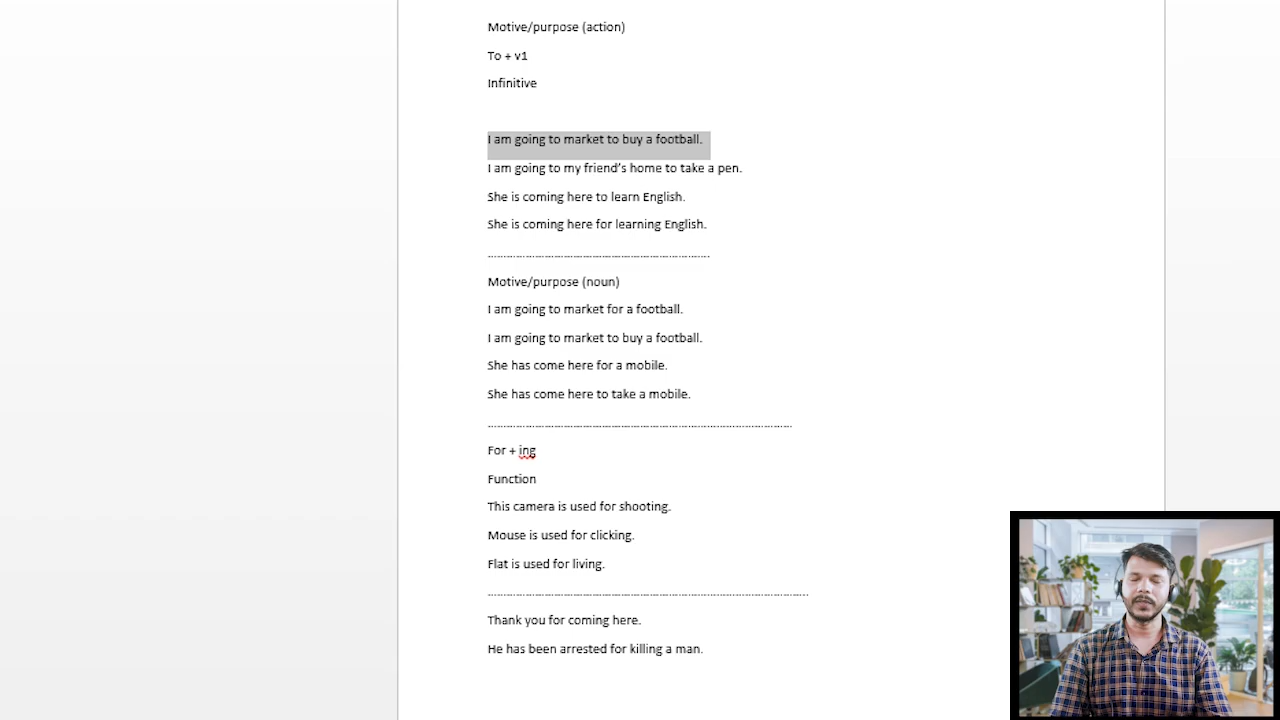 Motive/purpose (action)
To + v1
Infinitive
I am going to market to buy a football.
I am going to my friend’s home to take a pen.
She is coming here to learn English.
She is coming here for learning English.
……………………………………………………………
Motive/purpose (noun)
I am going to market for a football.
I am going to market to buy a football.
She has come here for a mobile.
She has come here to take a mobile.
……………………………………………………………………………………
For + ing
Function
This camera is used for shooting.
Mouse is used for clicking.
Flat is used for living.
………………………………………………………………………………………
Thank you for coming here.
He has been arrested for killing a man.